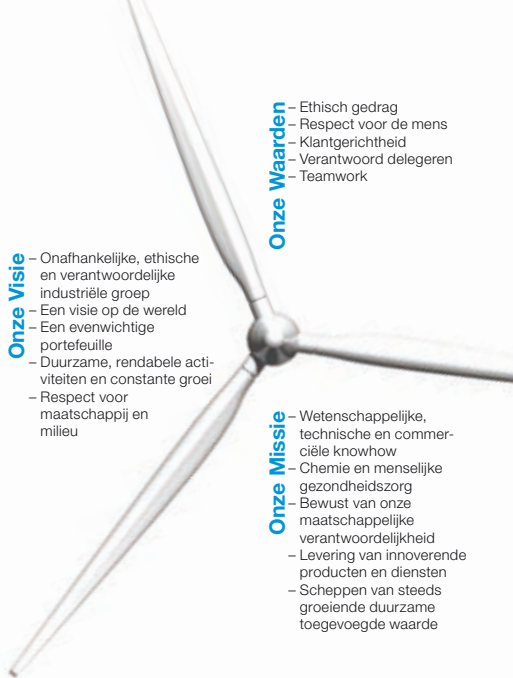 Onze Waarden
– Ethisch gedrag
– Respect voor de mens
– Klantgerichtheid
– Verantwoord delegeren
– Teamwork
Onze Visie
– Onafhankelijke, ethische
en verantwoordelijke
industriële groep
– Een visie op de wereld
– Een evenwichtige
portefeuille
– Duurzame, rendabele acti-
viteiten en constante groei
– Respect voor
maatschappij en
milieu
Onze Missie
– Wetenschappelijke,
technische en commer-
ciële knowhow
– Chemie en menselijke
gezondheidszorg
– Bewust van onze
maatschappelijke
verantwoordelijkheid
– Levering van innoverende
producten en diensten
– Scheppen van steeds
groeiende duurzame
toegevoegde waarde